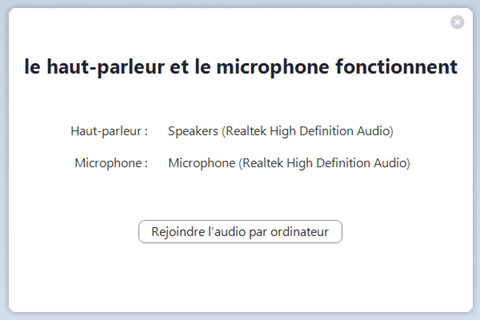 le haut-parleur et le microphone fonctionnent
Haut-parleur : Speakers (Realtek High Definition Audio)
Microphone : Microphone (Realtek High Definition Audio)
Rejoindre l'audio par ordinateur